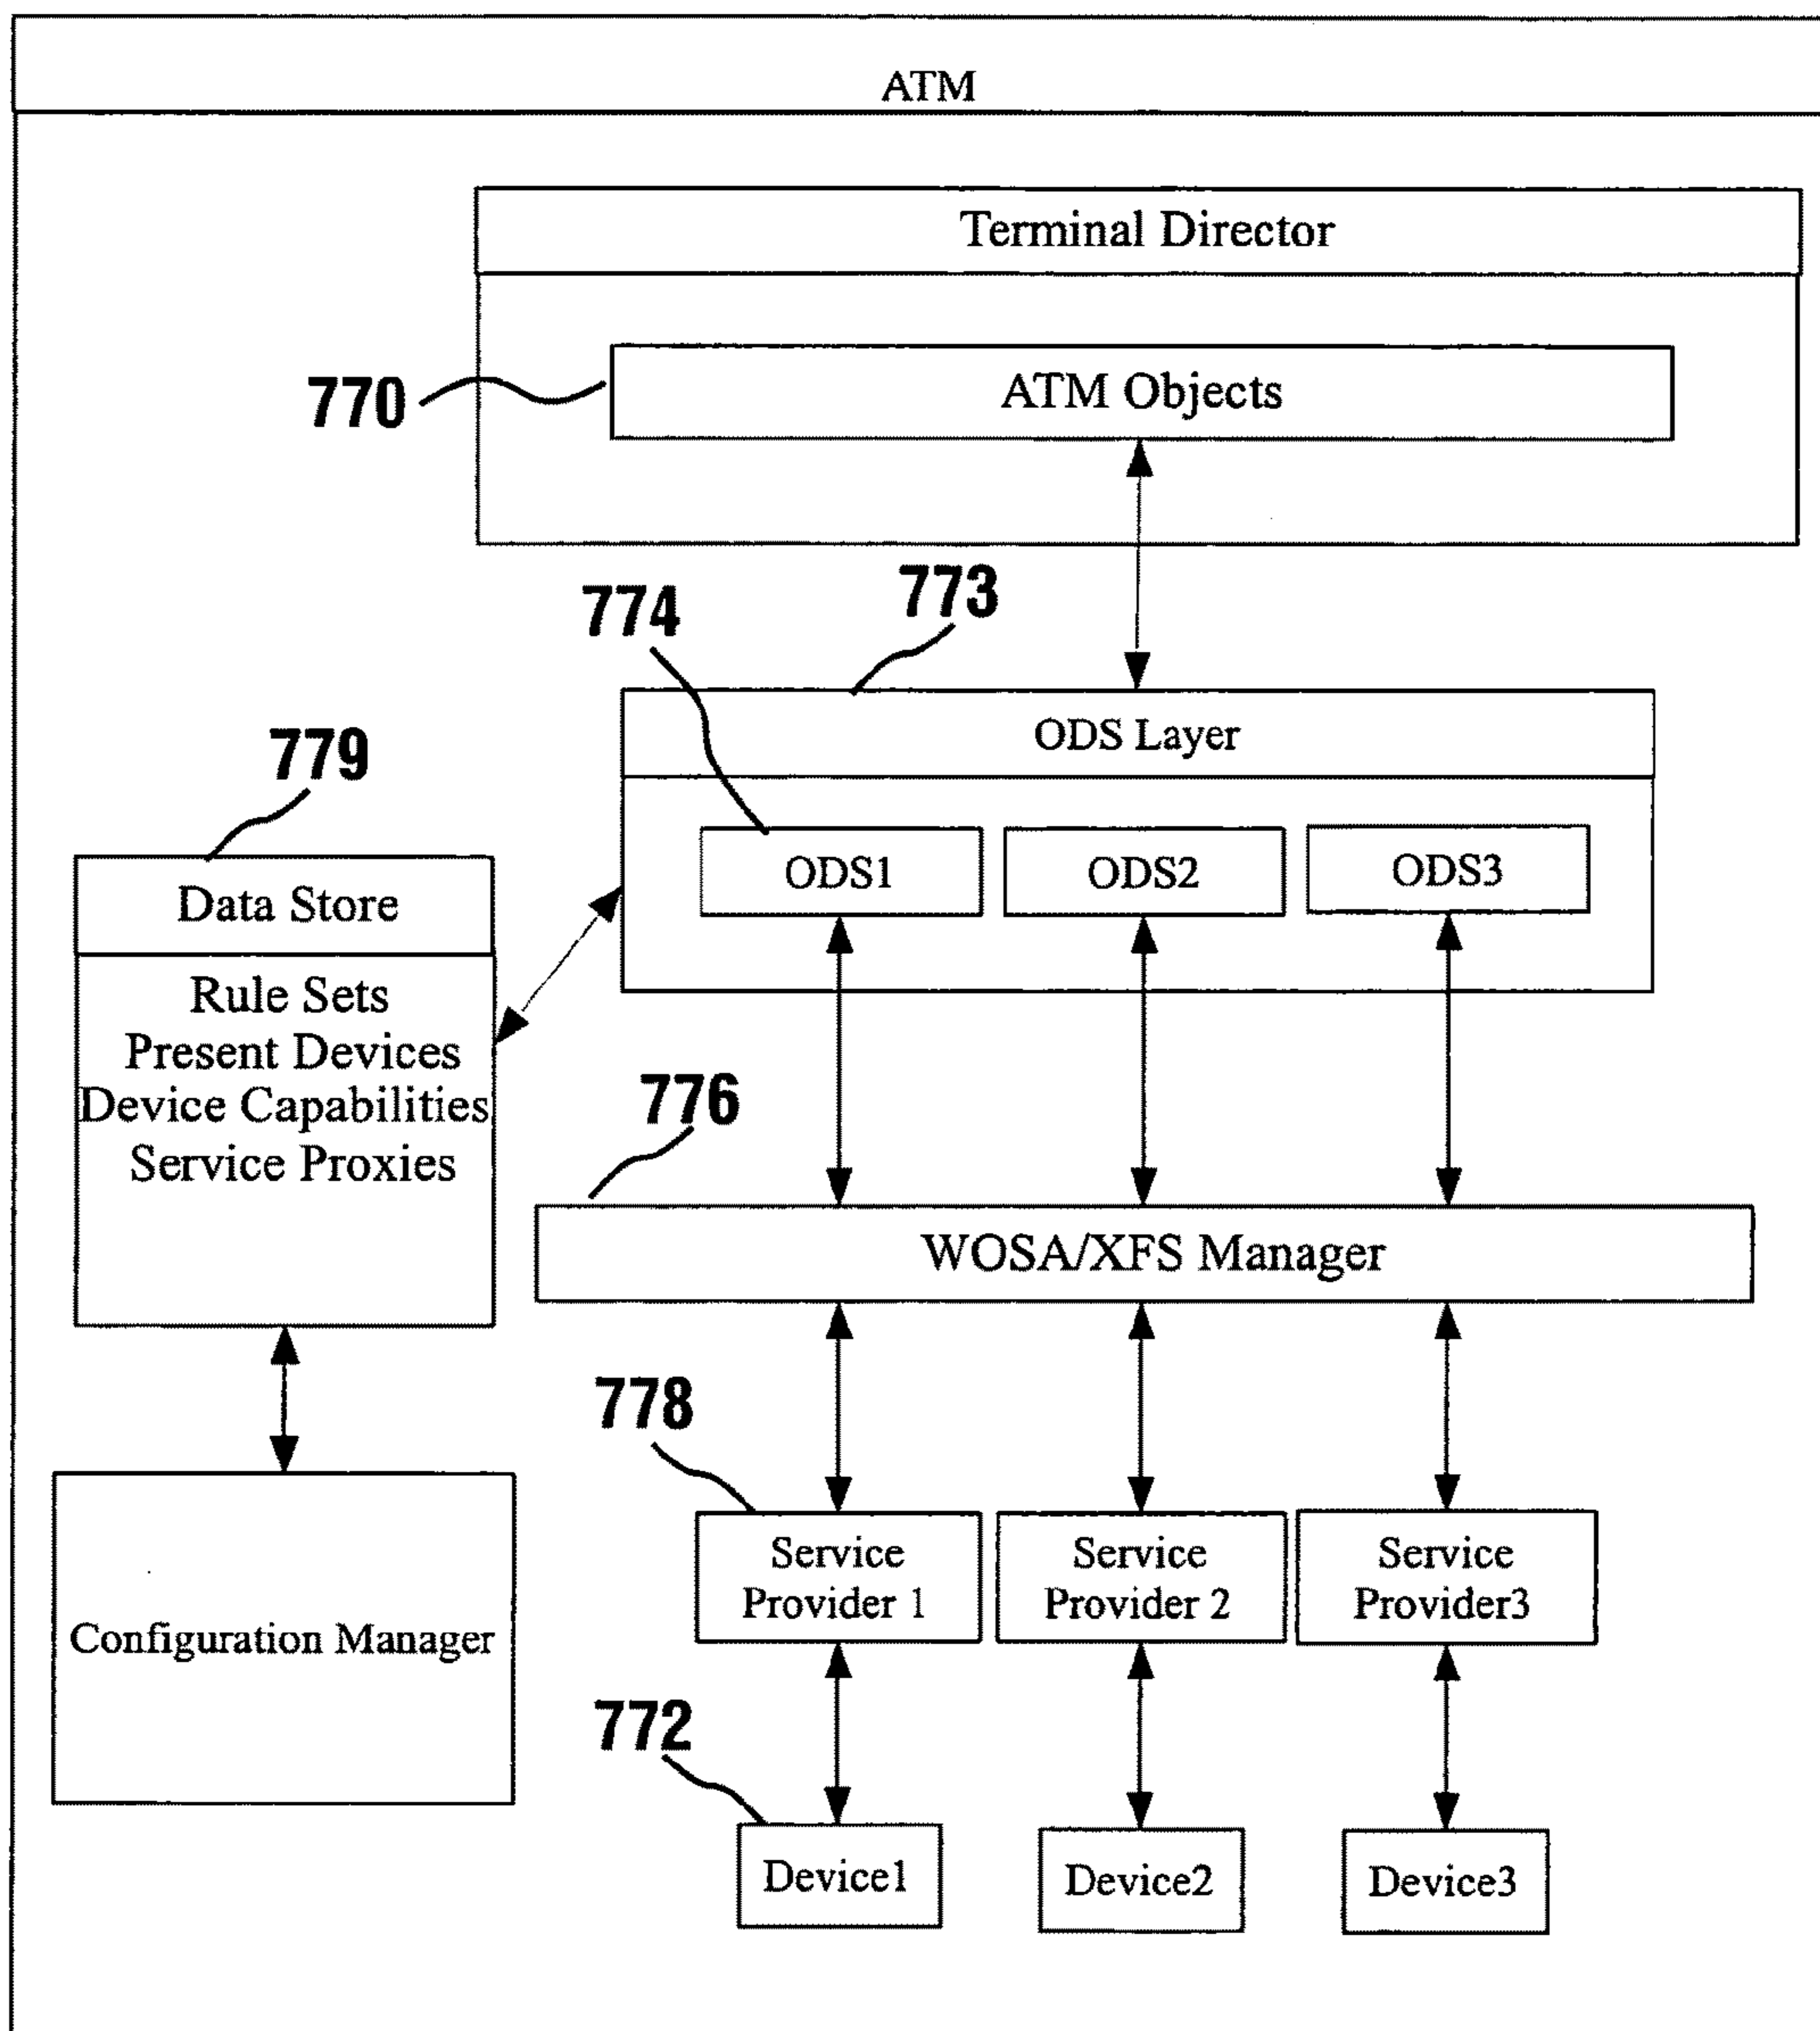 ATM
Terminal Director
770
ATM Objects
774
773
ODS Layer
779
ODS1
ODS2
ODS3
Data Store
Rule Sets
Present Devices
Device Capabilities
Service Proxies
776
WOSA/XFS Manager
778
Service
Provider 1
Service
Provider 2
Service
Provider3
Configuration Manager
772
Device1
Device2
Device3